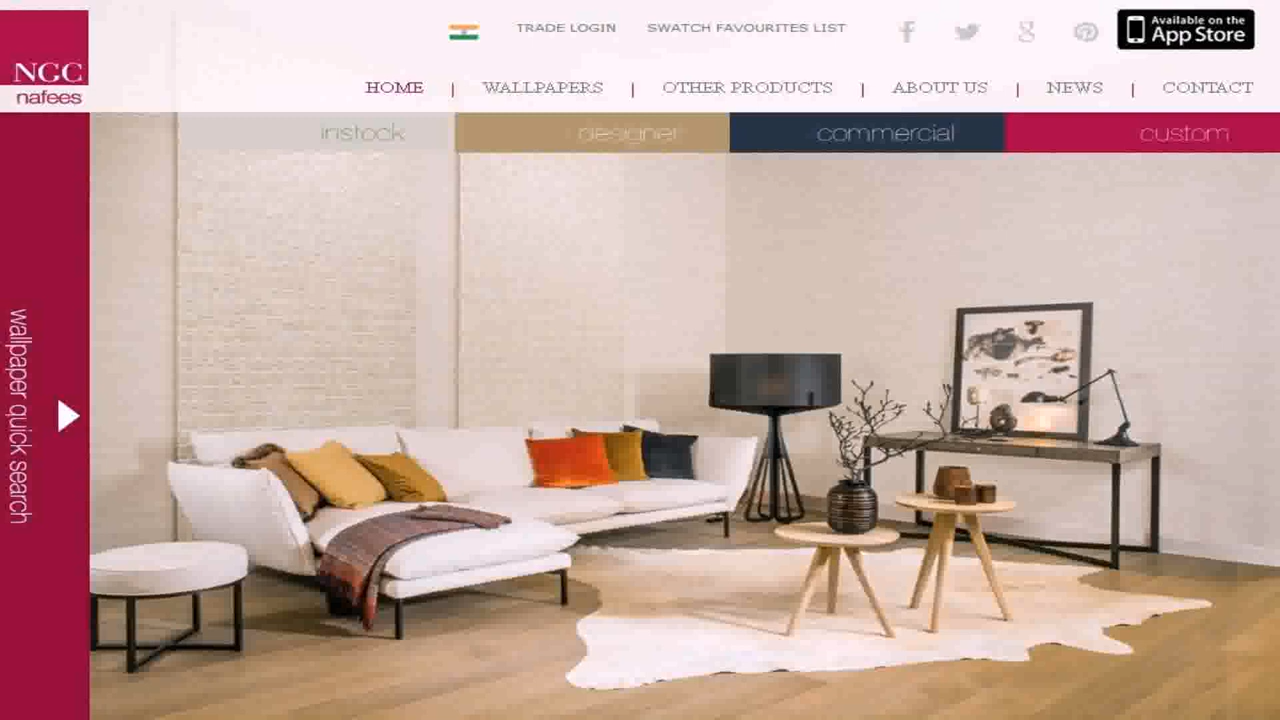 TRADE LOGIN SWATCH FAVOURITES LIST
Available on the
App Store
NGC
nafees
HOME | WALLPAPERS | OTHER PRODUCTS | ABOUT US | NEWS | CONTACT
instock designer commercial custom
wallpaper quick search